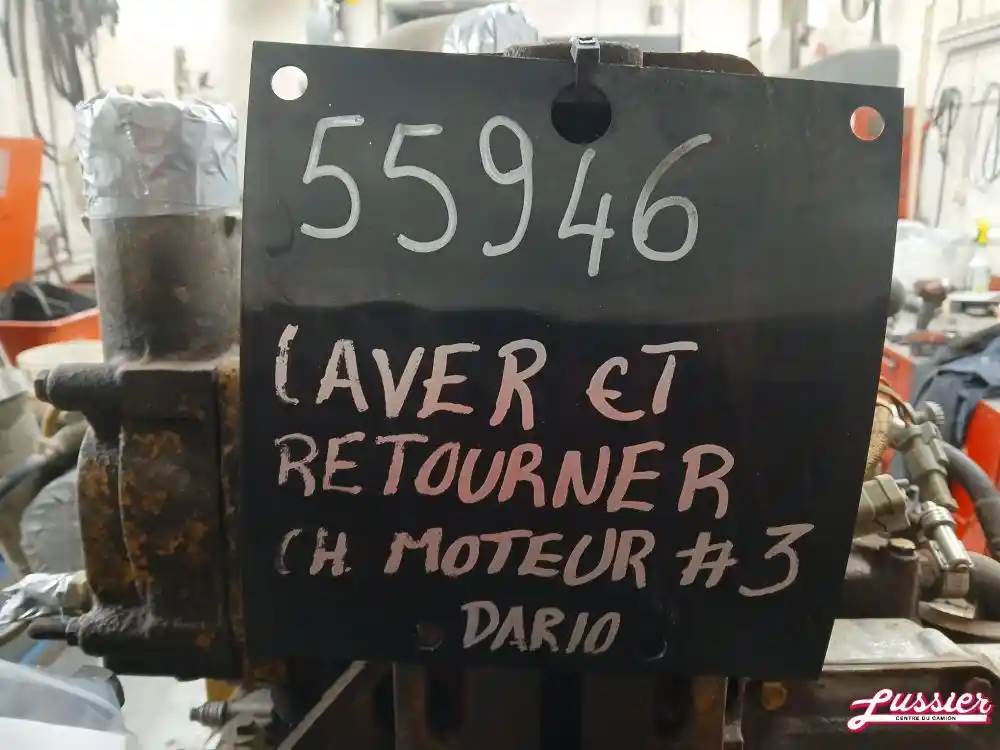 55946
LAVER ET
RETOURNER
CH MOTEUR #3
DARIO
Lussier
CENTRE DU CAMION